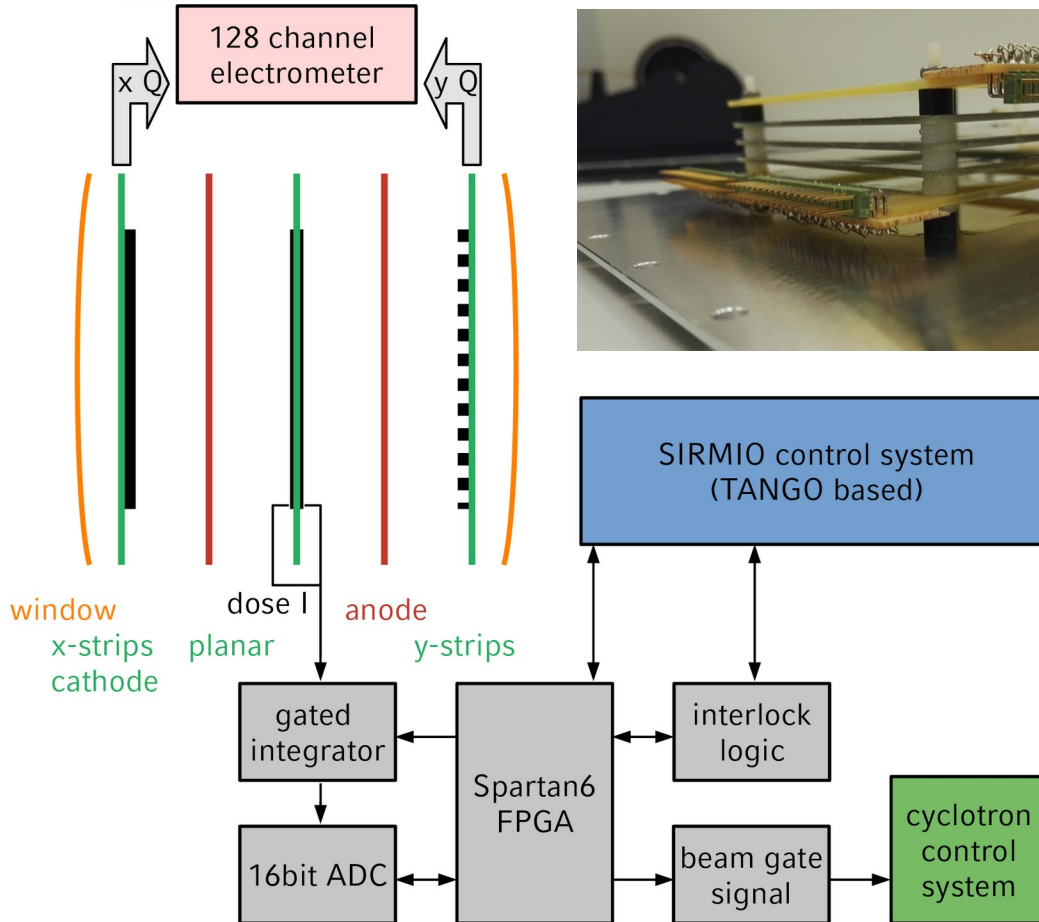 128 channel
electrometer
x Q
y Q
SIRMIO control system
(TANGO based)
window
dose I
anode
x-strips
planar
y-strips
cathode
gated
integrator
Spartan6
FPGA
interlock
logic
16bit ADC
beam gate
signal
cyclotron
control
system